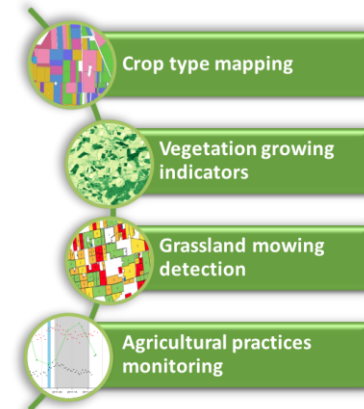 Crop type mapping
Vegetation growing
indicators
Grassland mowing
detection
Agricultural practices
monitoring